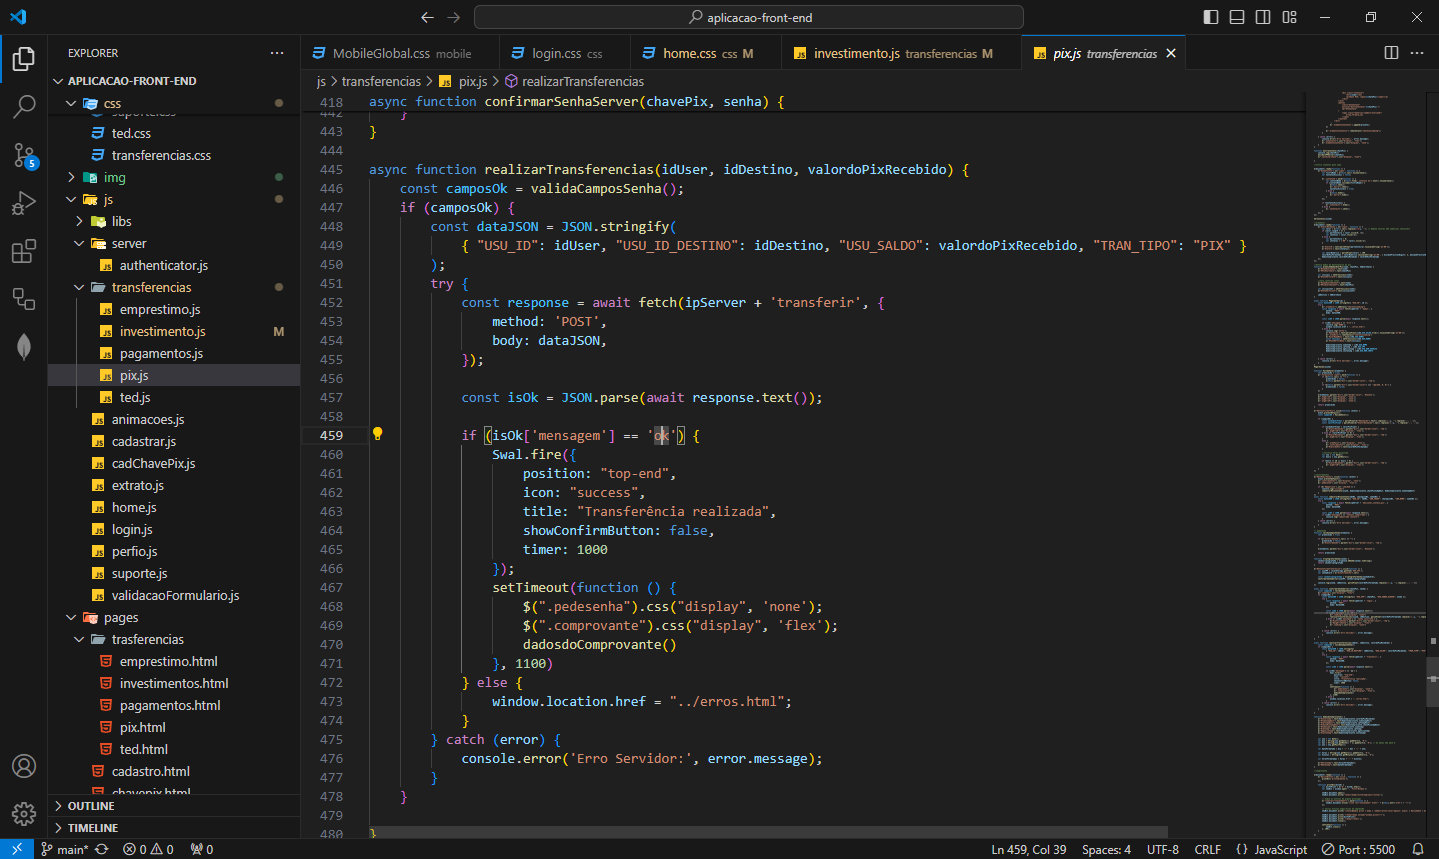 aplicacao-front-end
EXPLORER
APLICACAO-FRONT-END
css
suporte.css
ted.css
transferencias.css
img
js
libs
server
authenticator.js
transferencias
emprestimo.js
investimento.js M
pagamentos.js
pix.js
ted.js
animacoes.js
cadastrar.js
cadChavePix.js
extrato.js
home.js
login.js
perfio.js
suporte.js
validacaoFormulario.js
pages
trasferencias
emprestimo.html
investimentos.html
pagamentos.html
pix.html
ted.html
cadastro.html
chavepix.html
OUTLINE
TIMELINE
5
MobileGlobal.css mobile
login.css css
home.css css M
investimento.js transferencias M
pix.js transferencias
js > transferencias > pix.js > realizarTransferencias
418 async function confirmarSenhaServer(chavePix, senha) {
442 }
443 }
444
445 async function realizarTransferencias(idUser, idDestino, valordoPixRecebido) {
446 const camposOk = validaCamposSenha();
447 if (camposOk) {
448 const dataJSON = JSON.stringify(
449 { "USU_ID": idUser, "USU_ID_DESTINO": idDestino, "USU_SALDO": valordoPixRecebido, "TRAN_TIPO": "PIX" }
450 );
451 try {
452 const response = await fetch(ipServer + 'transferir', {
453 method: 'POST',
454 body: dataJSON,
455 });
456
457 const isOk = JSON.parse(await response.text());
458
459 if (isOk['mensagem'] == 'ok') {
460 Swal.fire({
461 position: "top-end",
462 icon: "success",
463 title: "Transferência realizada",
464 showConfirmButton: false,
465 timer: 1000
466 });
467 setTimeout(function () {
468 $(".pedesenha").css("display", 'none');
469 $(".comprovante").css("display", 'flex');
470 dadosdoComprovante()
471 }, 1100)
472 } else {
473 window.location.href = "../erros.html";
474 }
475 } catch (error) {
476 console.error('Erro Servidor:', error.message);
477 }
478 }
479
480 }
main* 0 0 0
Ln 459, Col 39 Spaces: 4 UTF-8 CRLF {} JavaScript Port : 5500